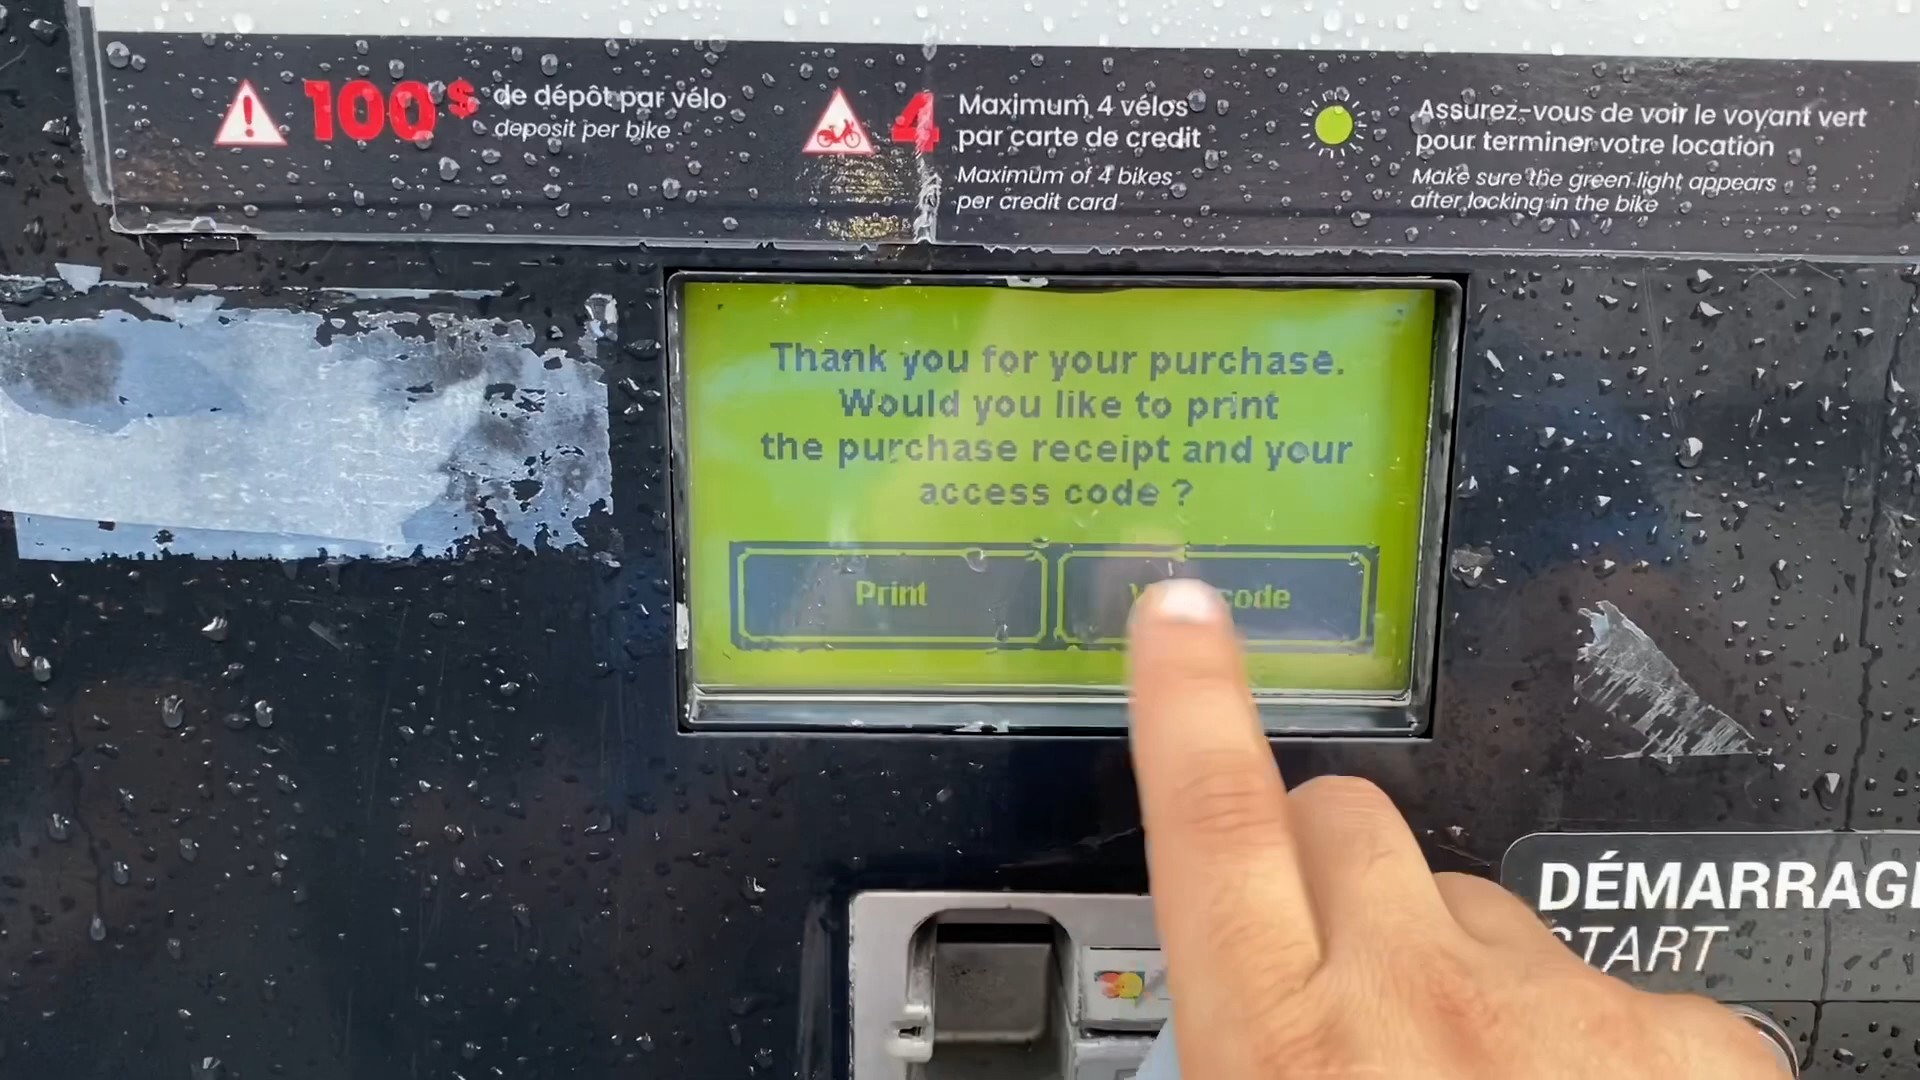 100$ de dépôt par vélo
deposit per bike
4 Maximum 4 vélos
par carte de credit
Maximum of 4 bikes
per credit card
Assurez-vous de voir le voyant vert
pour terminer votre location
Make sure the green light appears
after locking in the bike
Thank you for your purchase.
Would you like to print
the purchase receipt and your
access code ?
Print
code
DÉMARRAG
START